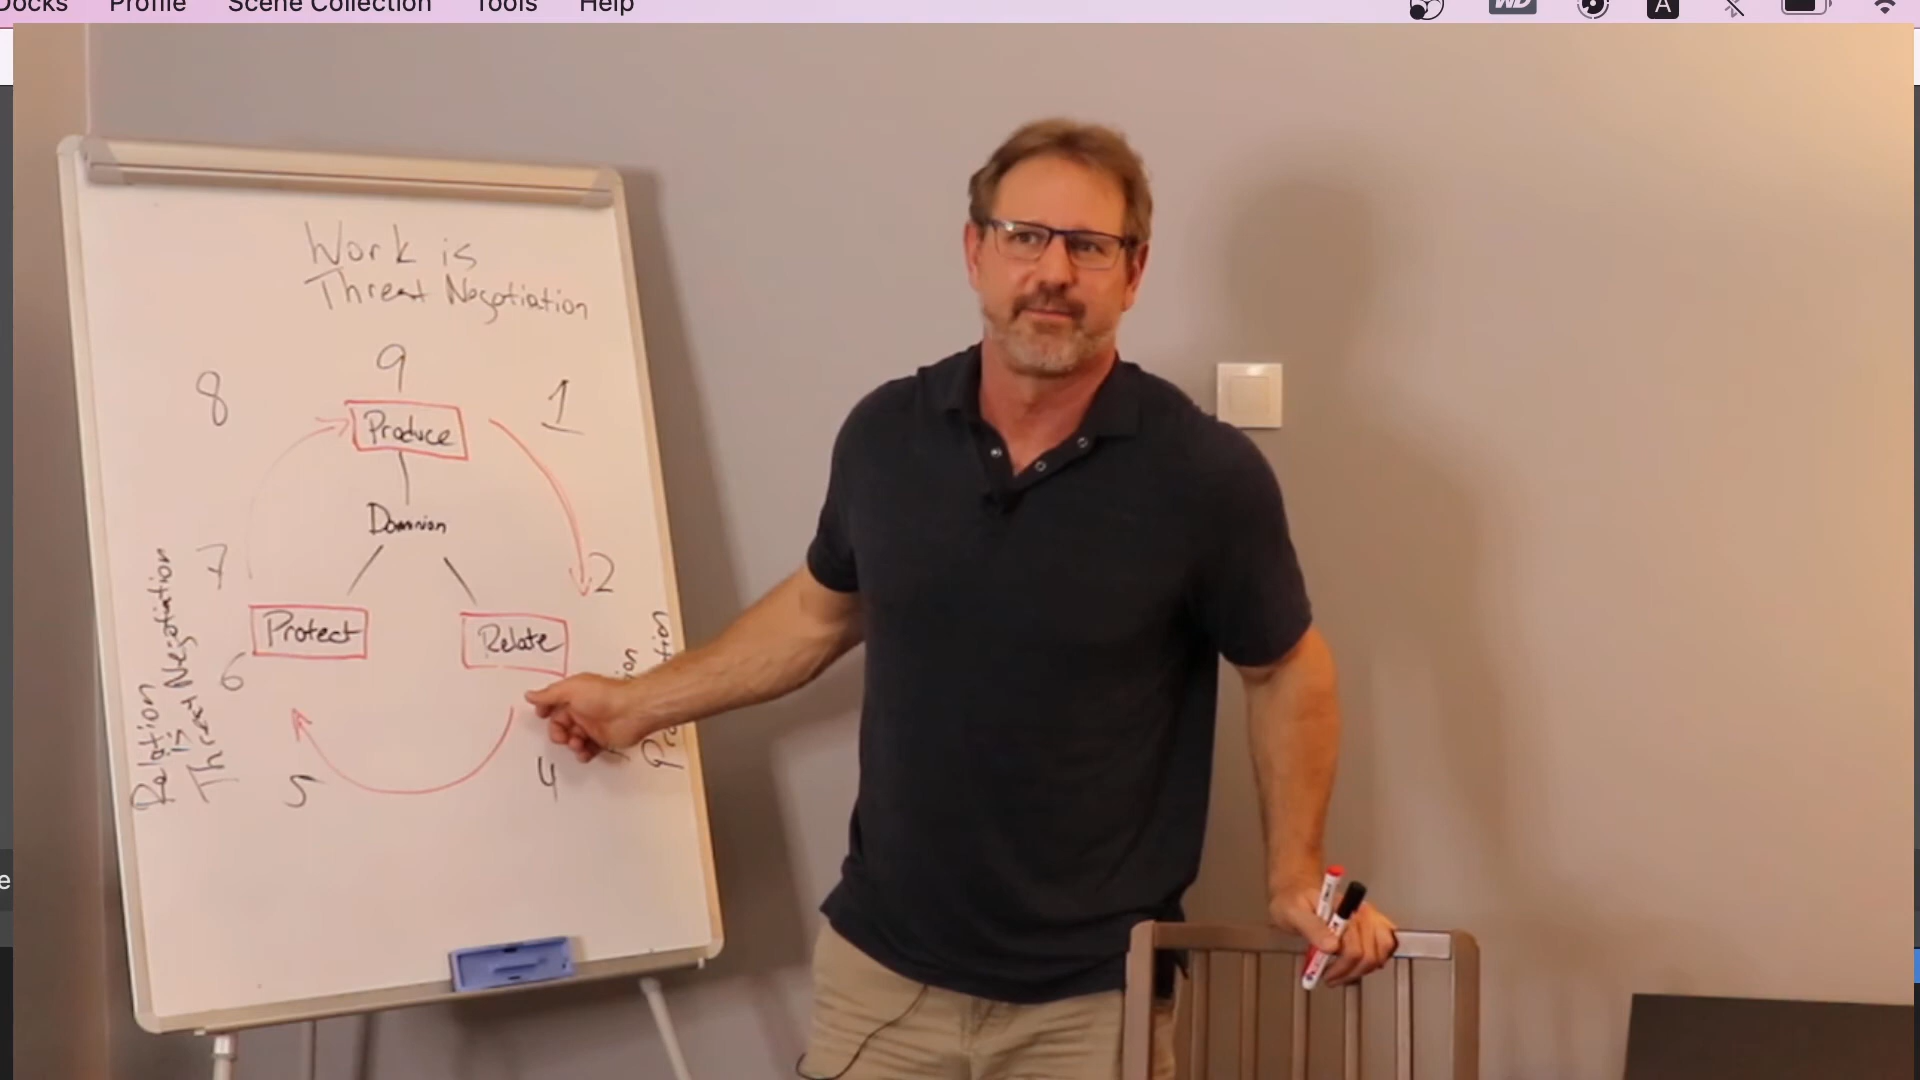 Docks Profile Scene Collection Tools Help
WD
A
Work is
Threat Negotiation
9
8
1
Produce
Dominion
7
2
Protect
Relate
6
5
4
Relation
is
Threat Negotiation